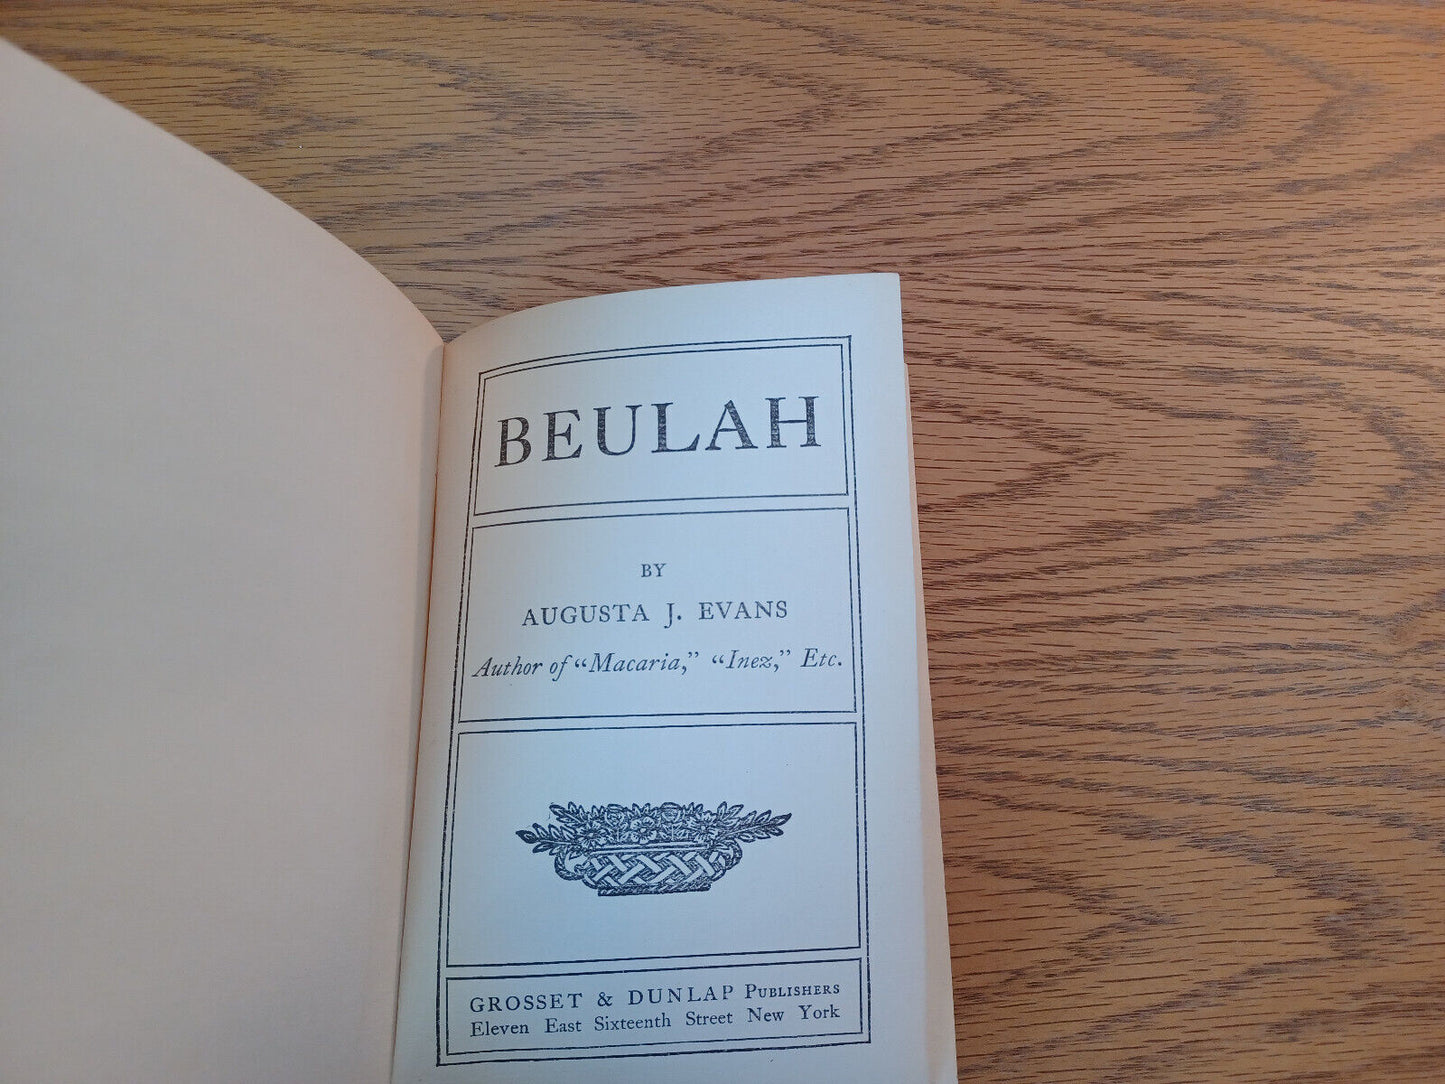 BEULAH
BY
AUGUSTA J. EVANS
Author of “Macaria,” “Inez,” Etc.
GROSSET & DUNLAP PUBLISHERS
Eleven East Sixteenth Street New York